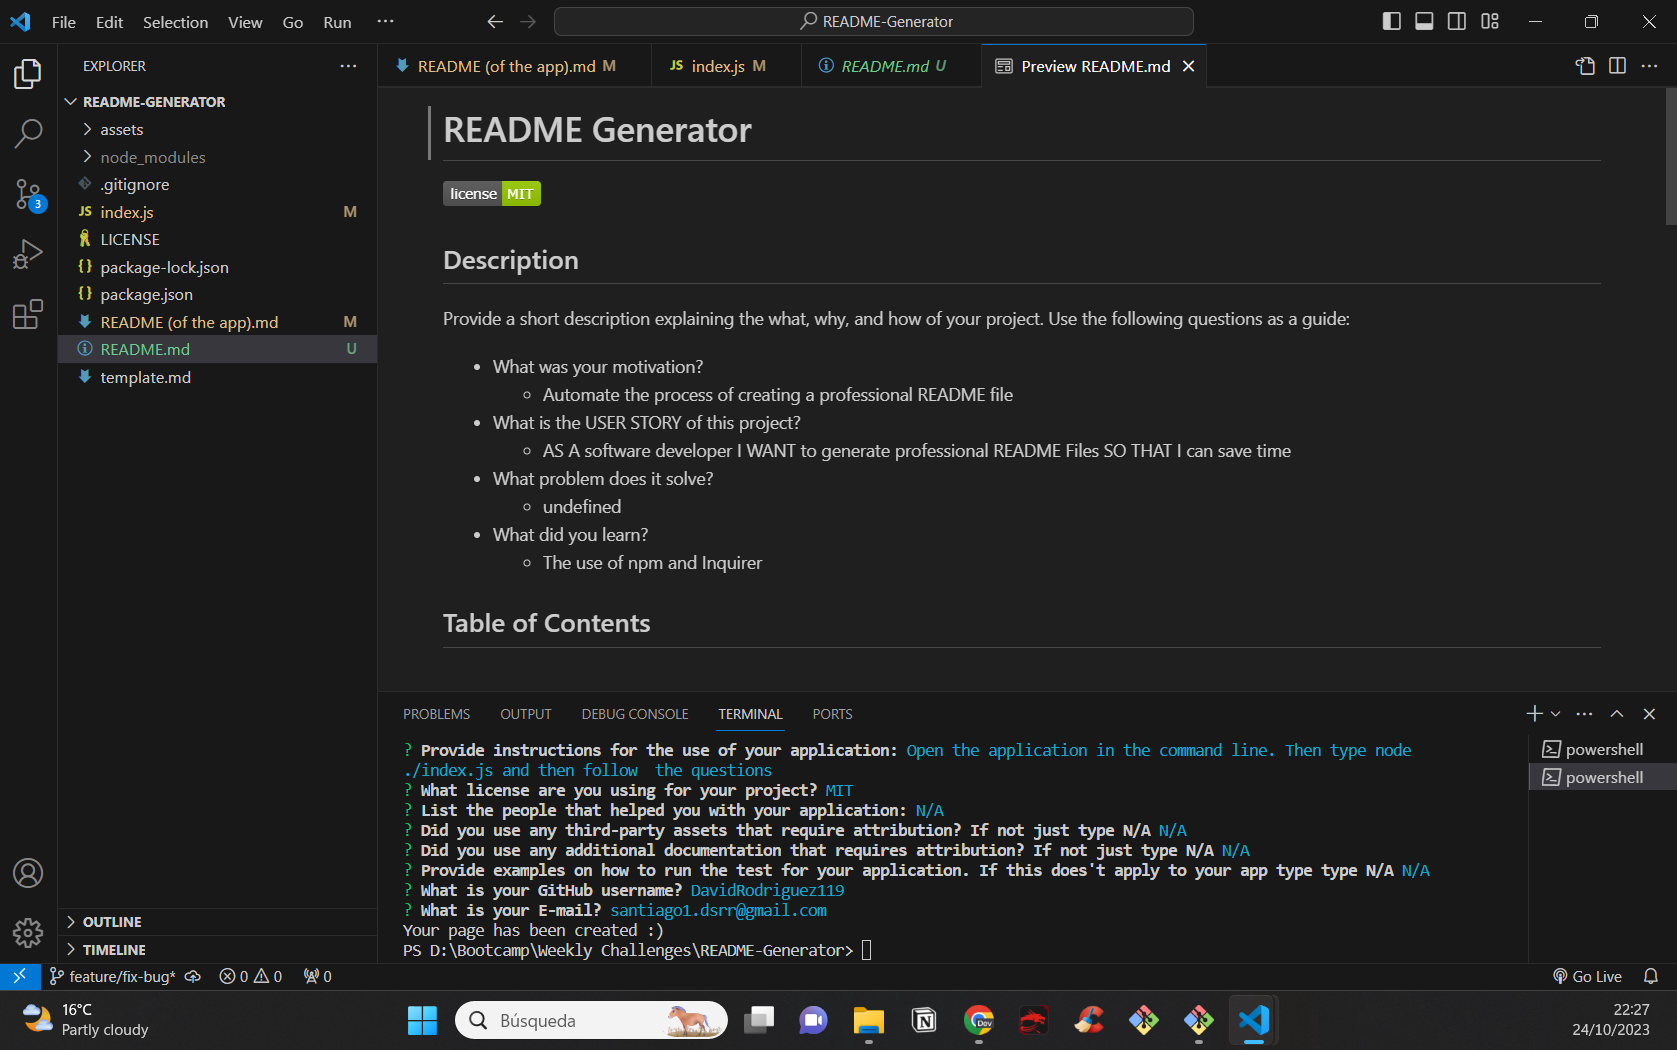 File Edit Selection View Go Run ···
README-Generator
EXPLORER ···
README-GENERATOR
assets
node_modules
.gitignore
JS index.js M
LICENSE
{} package-lock.json
{} package.json
README (of the app).md M
README.md U
template.md
3
OUTLINE
TIMELINE
README (of the app).md M
JS index.js M
README.md U
Preview README.md
README Generator
license MIT
Description
Provide a short description explaining the what, why, and how of your project. Use the following questions as a guide:
• What was your motivation?
◦ Automate the process of creating a professional README file
• What is the USER STORY of this project?
◦ AS A software developer I WANT to generate professional README Files SO THAT I can save time
• What problem does it solve?
◦ undefined
• What did you learn?
◦ The use of npm and Inquirer
Table of Contents
PROBLEMS OUTPUT DEBUG CONSOLE TERMINAL PORTS
? Provide instructions for the use of your application: Open the application in the command line. Then type node
./index.js and then follow  the questions
? What license are you using for your project? MIT
? List the people that helped you with your application: N/A
? Did you use any third-party assets that require attribution? If not just type N/A N/A
? Did you use any additional documentation that requires attribution? If not just type N/A N/A
? Provide examples on how to run the test for your application. If this does't apply to your app type type N/A N/A
? What is your GitHub username? DavidRodriguez119
? What is your E-mail? santiago1.dsrr@gmail.com
Your page has been created :)
PS D:\Bootcamp\Weekly Challenges\README-Generator>
powershell
powershell
feature/fix-bug* 0 0 0
Go Live
16°C
Partly cloudy
Búsqueda
Dev
22:27
24/10/2023